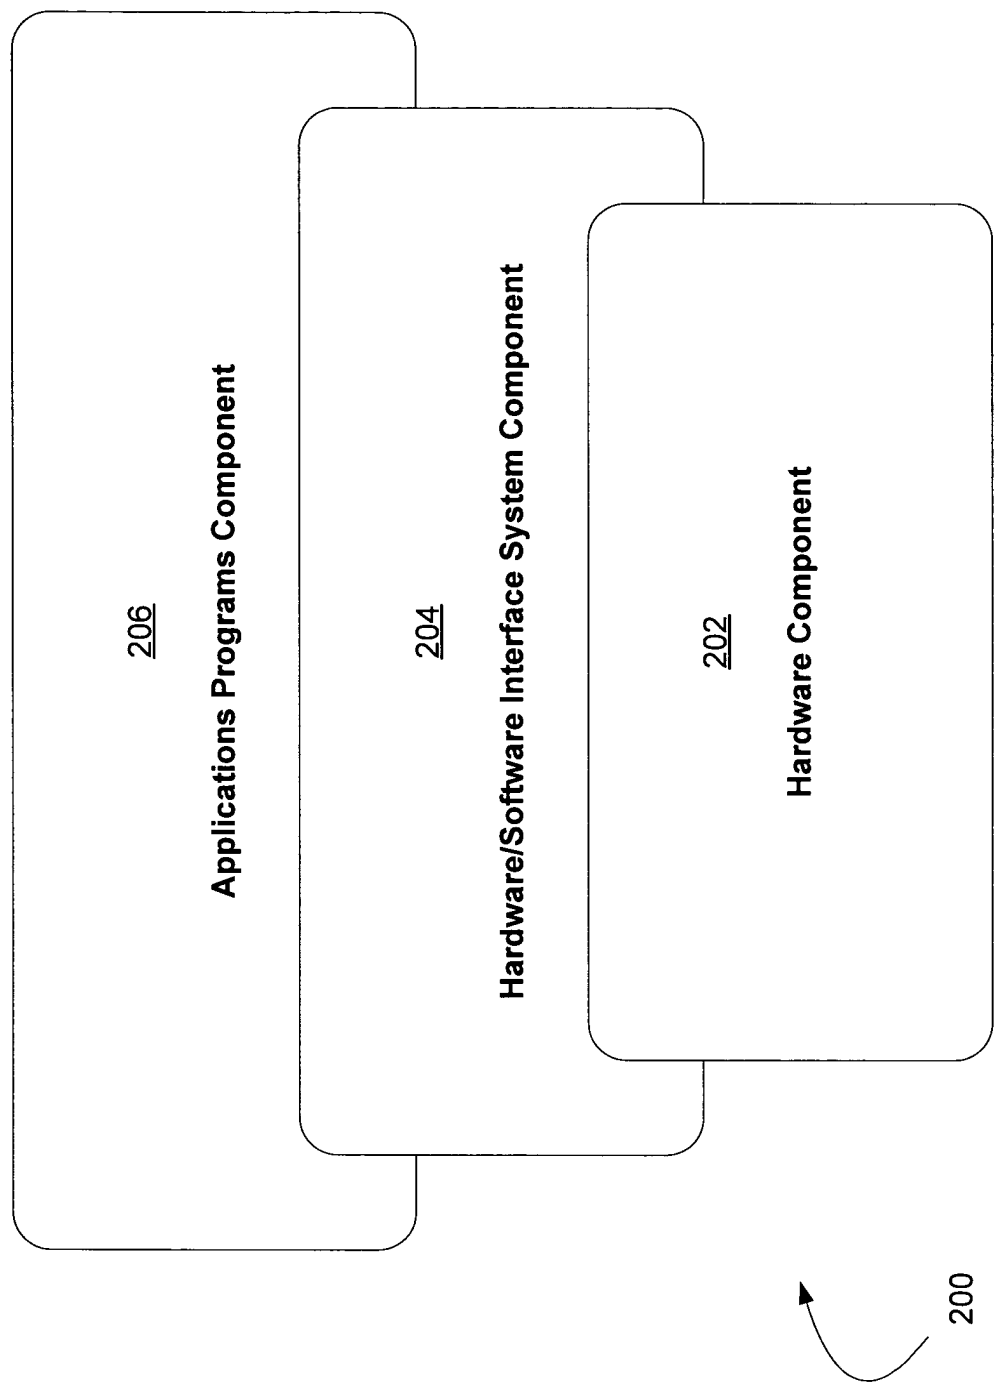 206
Applications Programs Component
204
Hardware/Software Interface System Component
202
Hardware Component
200